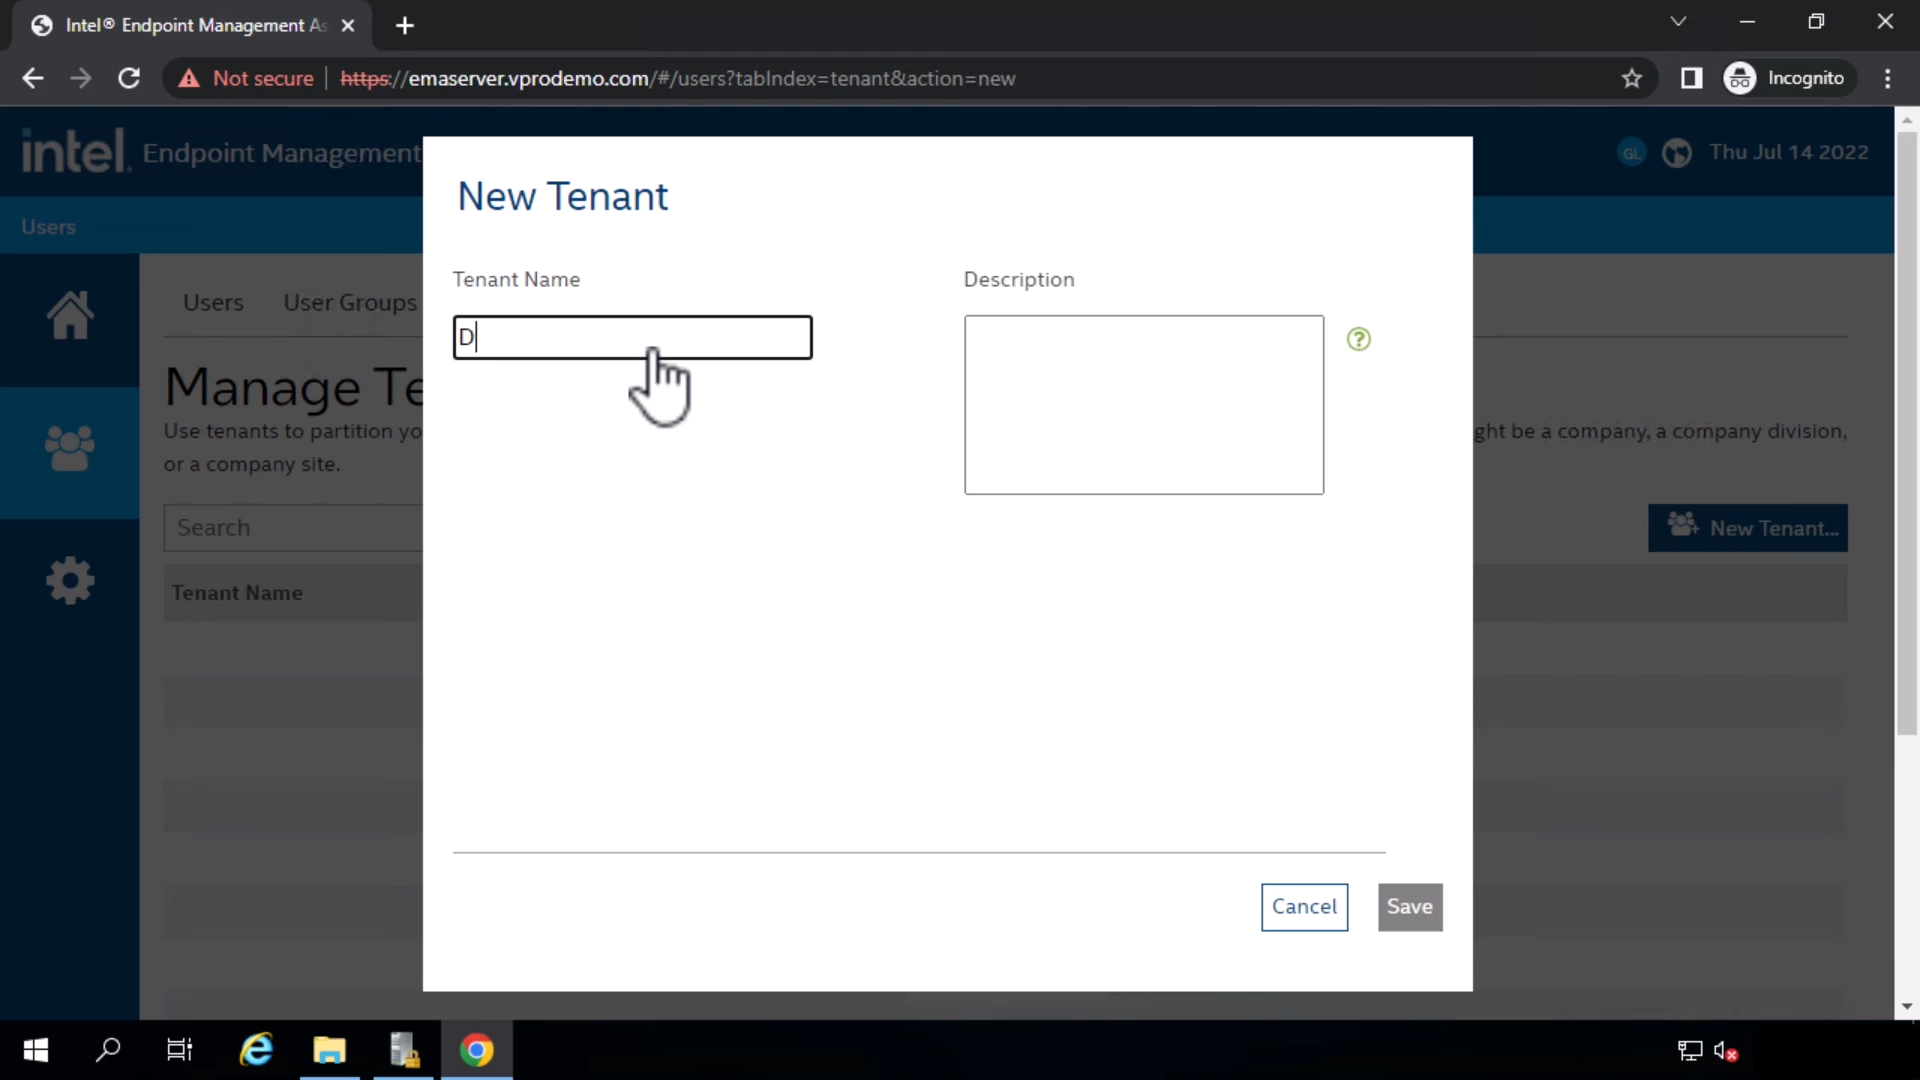 Intel® Endpoint Management As
Not secure | https://emaserver.vprodemo.com/#/users?tabIndex=tenant&action=new
Incognito
intel. Endpoint Management
GL
Thu Jul 14 2022
Users
Users
User Groups
Manage Te
Use tenants to partition yo
ght be a company, a company division,
or a company site.
Search
New Tenant...
Tenant Name
New Tenant
Tenant Name
Description
D
?
Cancel
Save